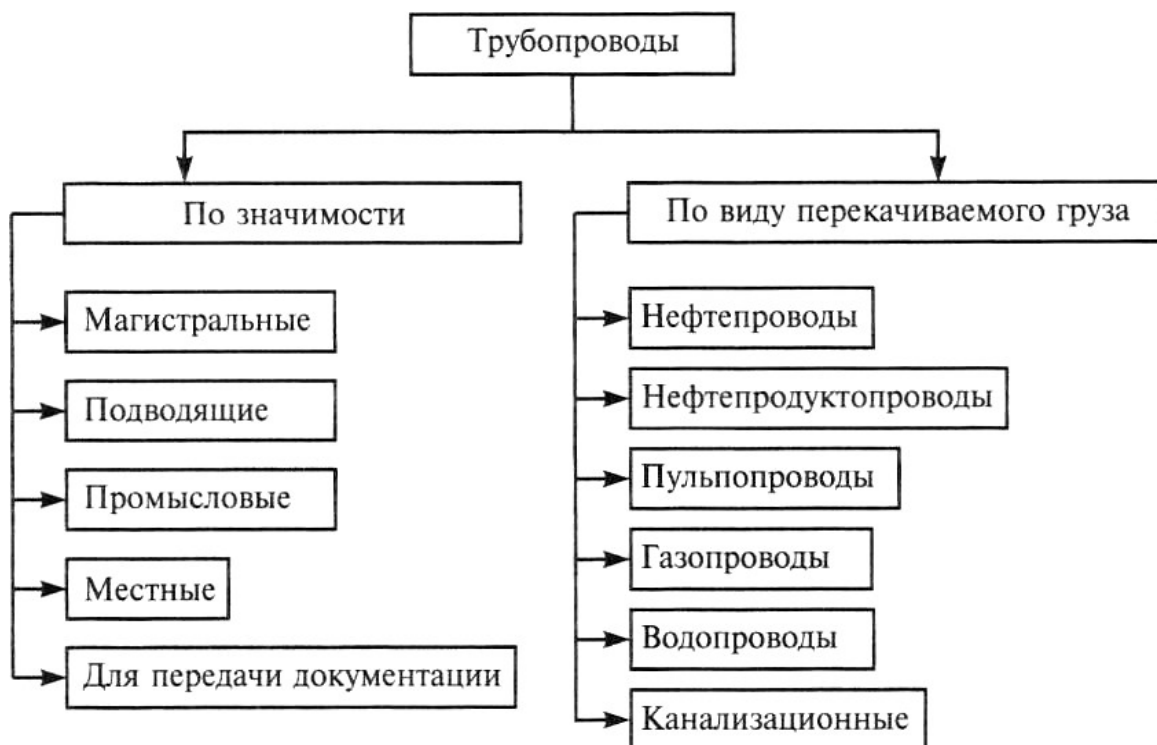 Трубопроводы
По значимости
Магистральные
Подводящие
Промысловые
Местные
Для передачи документации
По виду перекачиваемого груза
Нефтепроводы
Нефтепродуктопроводы
Пульпопроводы
Газопроводы
Водопроводы
Канализационные